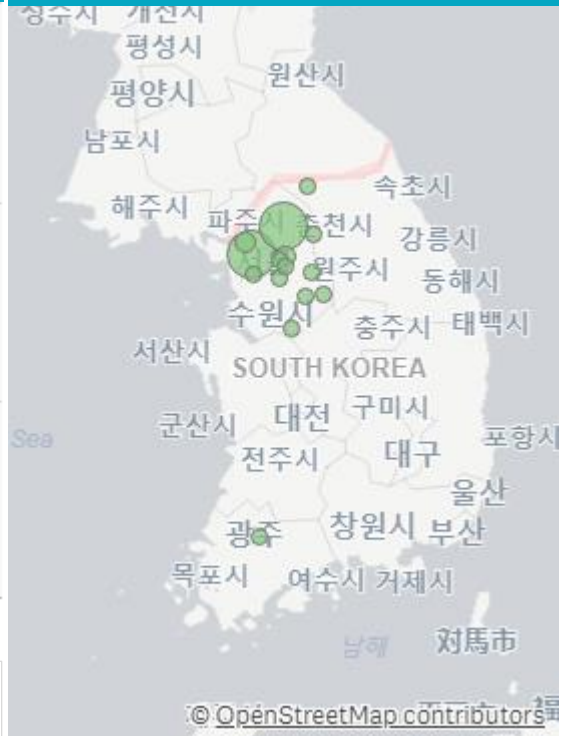 개천시
평성시
원산시
평양시
남포시
속초시
해주시
파주시
춘천시
강릉시
원주시
동해시
수원시
충주시
태백시
서산시
SOUTH KOREA
구미시
군산시
대전
Sea
포항시
전주시
대구
울산
광주
창원시
부산
목포시
여수시
거제시
남해
対馬市
© OpenStreetMap contributors
福